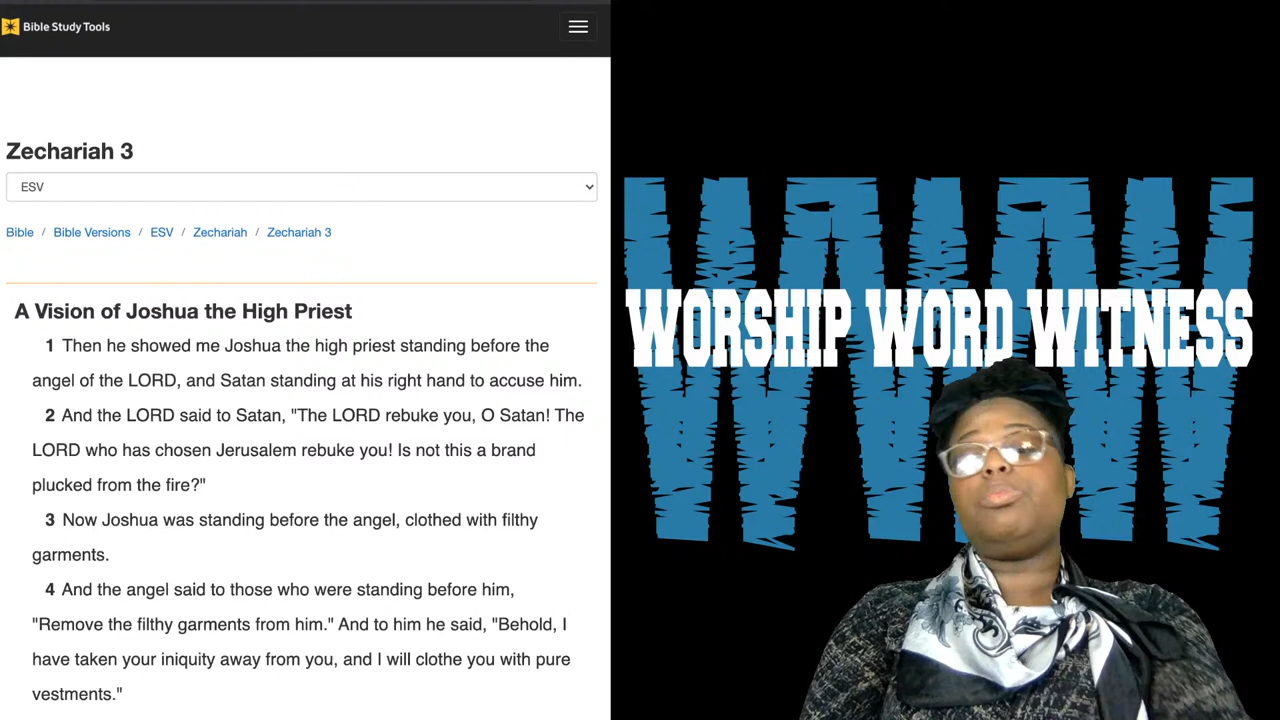 Bible Study Tools
Zechariah 3
ESV
Bible / Bible Versions / ESV / Zechariah / Zechariah 3
A Vision of Joshua the High Priest
1 Then he showed me Joshua the high priest standing before the
angel of the LORD, and Satan standing at his right hand to accuse him.
2 And the LORD said to Satan, "The LORD rebuke you, O Satan! The
LORD who has chosen Jerusalem rebuke you! Is not this a brand
plucked from the fire?"
3 Now Joshua was standing before the angel, clothed with filthy
garments.
4 And the angel said to those who were standing before him,
"Remove the filthy garments from him." And to him he said, "Behold, I
have taken your iniquity away from you, and I will clothe you with pure
vestments."
WWW
WORSHIP WORD WITNESS